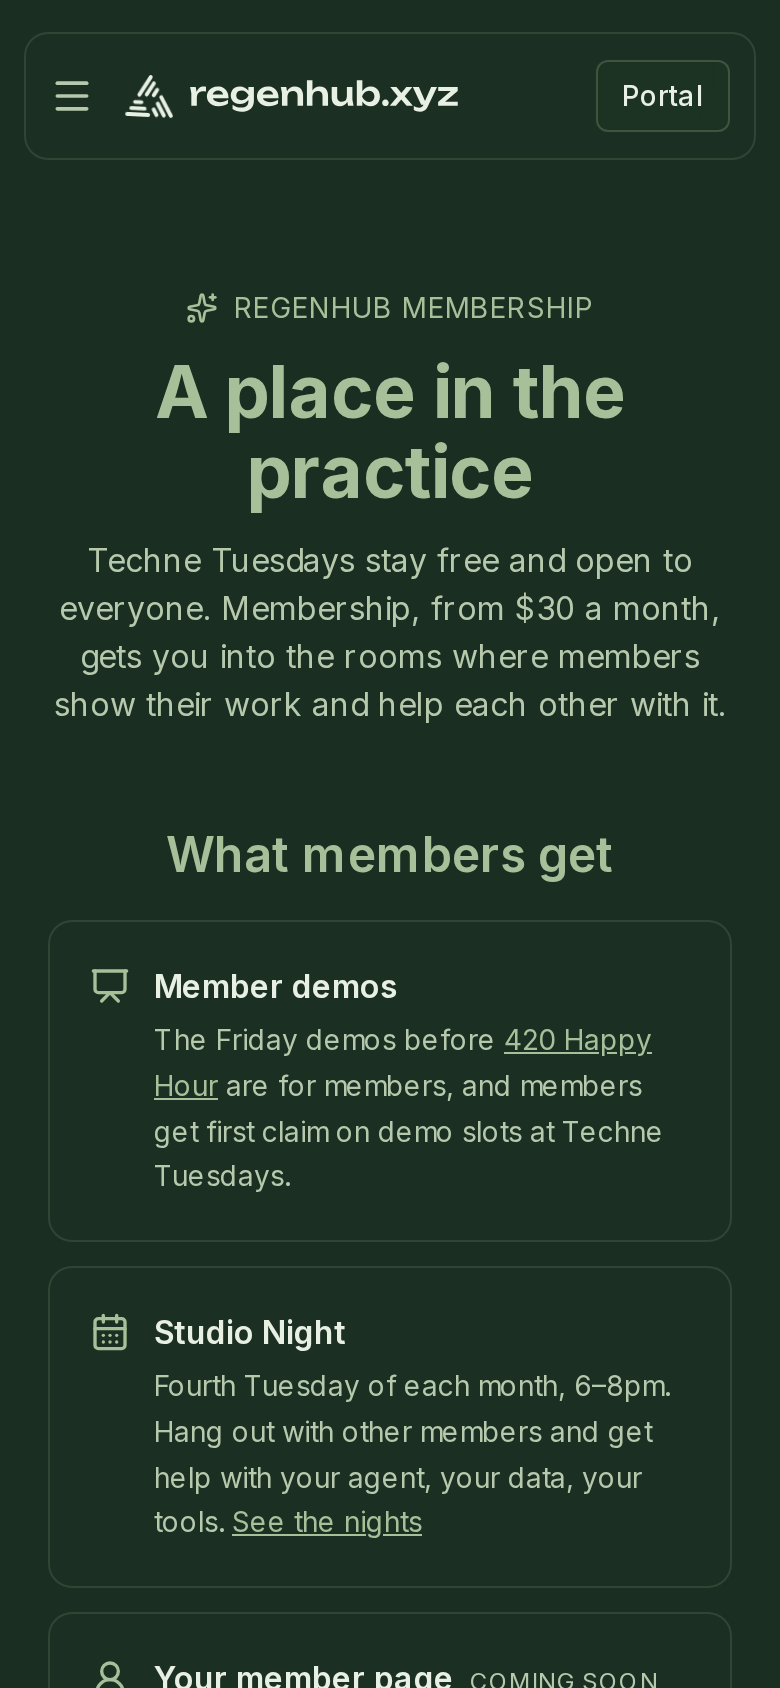 regenhub.xyz
Portal
REGENHUB MEMBERSHIP
A place in the
practice
Techne Tuesdays stay free and open to
everyone. Membership, from $30 a month,
gets you into the rooms where members
show their work and help each other with it.
What members get
Member demos
The Friday demos before 420 Happy
Hour are for members, and members
get first claim on demo slots at Techne
Tuesdays.
Studio Night
Fourth Tuesday of each month, 6–8pm.
Hang out with other members and get
help with your agent, your data, your
tools. See the nights
Your member page COMING SOON